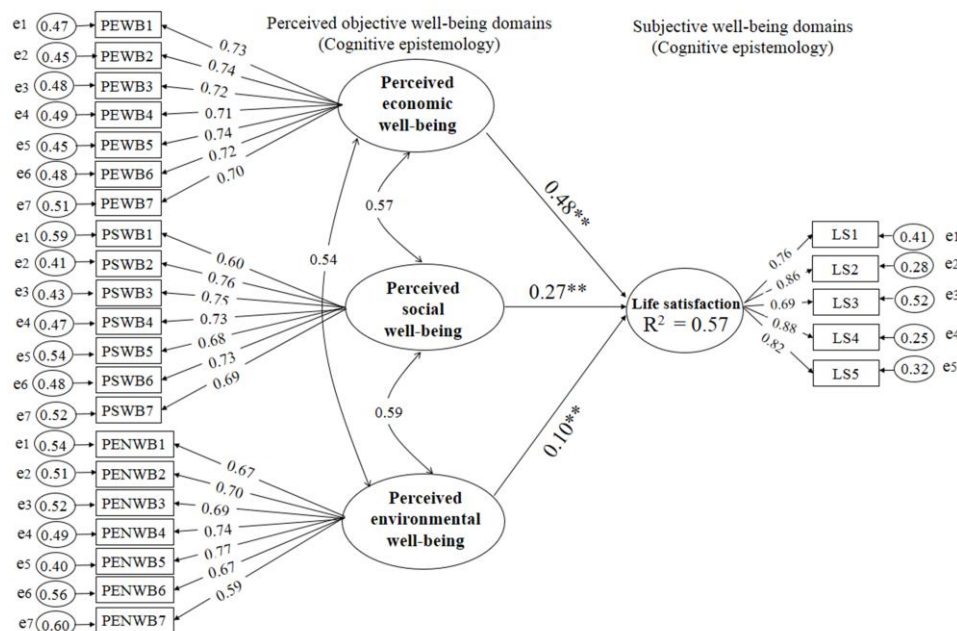 Perceived objective well-being domains
(Cognitive epistemology)
Subjective well-being domains
(Cognitive epistemology)
e1 0.47 PEWB1 0.73
e2 0.45 PEWB2 0.74
e3 0.48 PEWB3 0.72
e4 0.49 PEWB4 0.71
e5 0.45 PEWB5 0.74
e6 0.48 PEWB6 0.72
e7 0.51 PEWB7 0.70
Perceived
economic
well-being
0.48**
0.57
0.54
e1 0.59 PSWB1 0.60
e2 0.41 PSWB2 0.76
e3 0.43 PSWB3 0.75
e4 0.47 PSWB4 0.73
e5 0.54 PSWB5 0.68
e6 0.48 PSWB6 0.73
e7 0.52 PSWB7 0.69
Perceived
social
well-being
0.27**
0.59
e1 0.54 PENWB1 0.67
e2 0.51 PENWB2 0.70
e3 0.52 PENWB3 0.69
e4 0.49 PENWB4 0.74
e5 0.40 PENWB5 0.77
e6 0.56 PENWB6 0.67
e7 0.60 PENWB7 0.59
Perceived
environmental
well-being
0.10**
Life satisfaction
R² = 0.57
0.76 LS1 0.41 e1
0.86 LS2 0.28 e2
0.69 LS3 0.52 e3
0.88 LS4 0.25 e4
0.82 LS5 0.32 e5